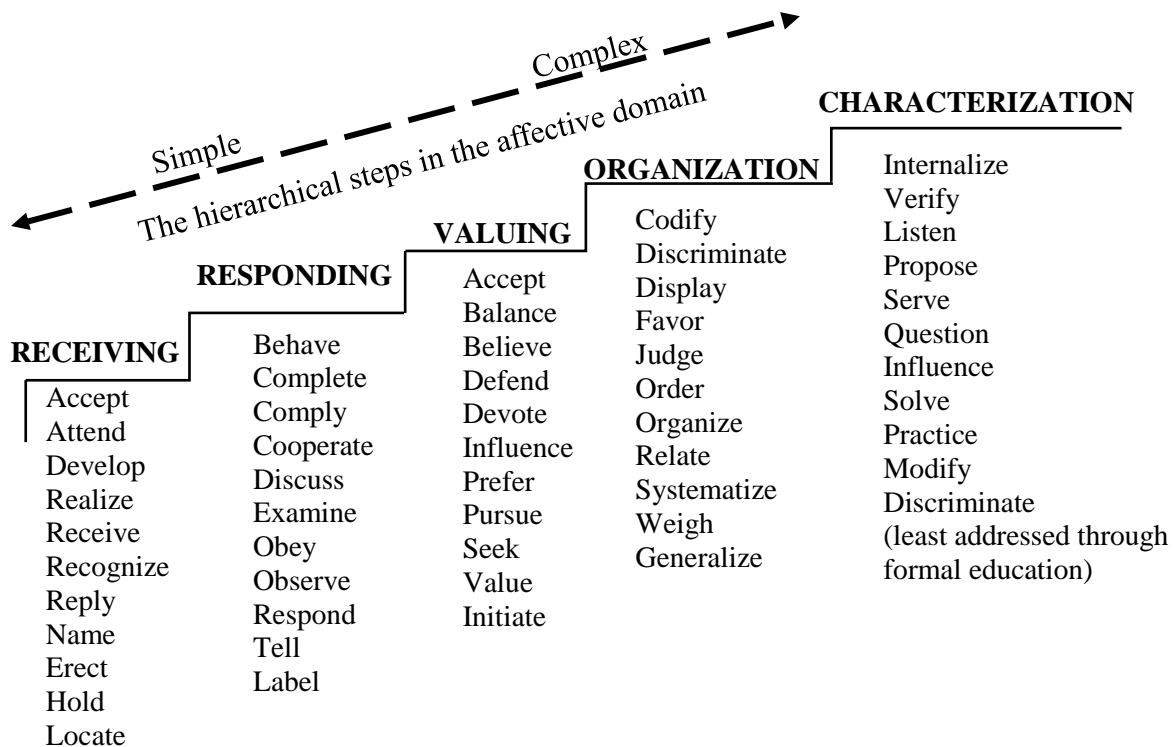 Simple
Complex
The hierarchical steps in the affective domain
RECEIVING
Accept
Attend
Develop
Realize
Receive
Recognize
Reply
Name
Erect
Hold
Locate
RESPONDING
Behave
Complete
Comply
Cooperate
Discuss
Examine
Obey
Observe
Respond
Tell
Label
VALUING
Accept
Balance
Believe
Defend
Devote
Influence
Prefer
Pursue
Seek
Value
Initiate
ORGANIZATION
Codify
Discriminate
Display
Favor
Judge
Order
Organize
Relate
Systematize
Weigh
Generalize
CHARACTERIZATION
Internalize
Verify
Listen
Propose
Serve
Question
Influence
Solve
Practice
Modify
Discriminate
(least addressed through
formal education)